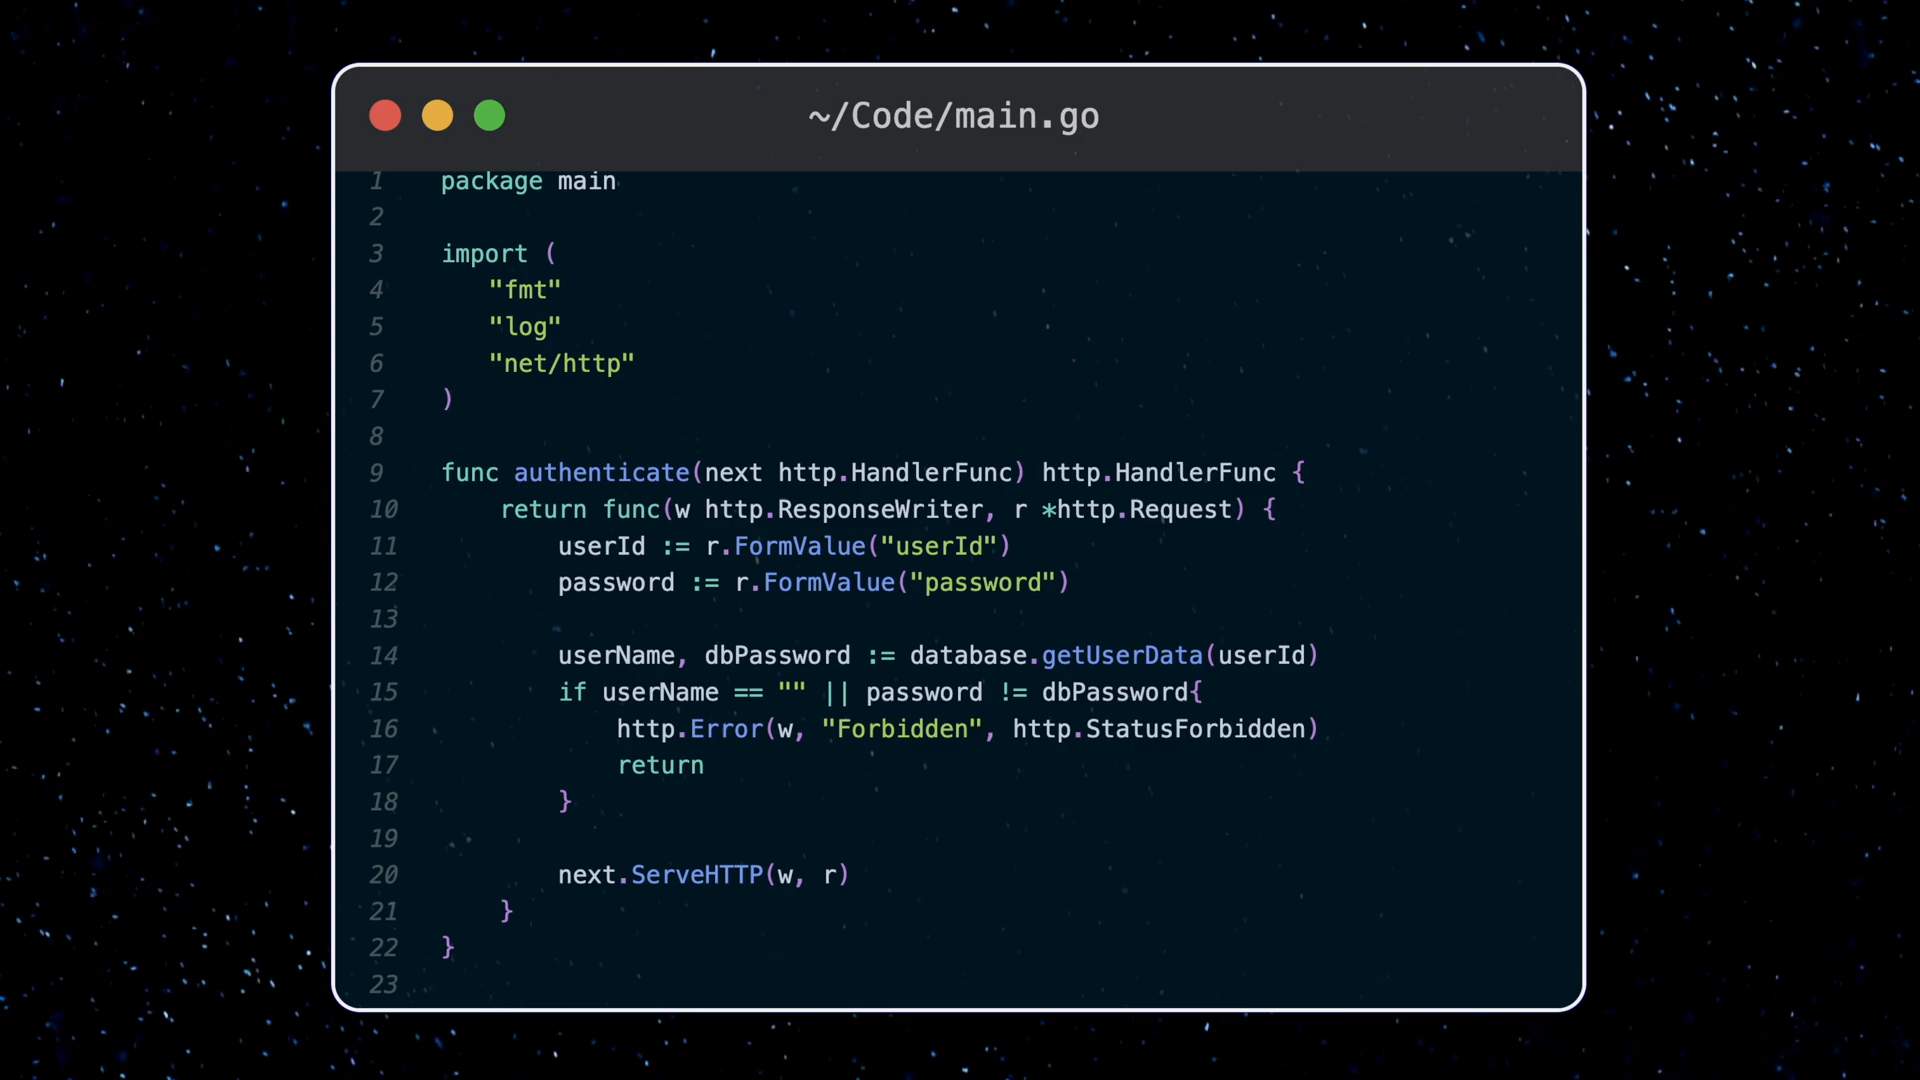 ~/Code/main.go
1 package main
2
3 import (
4 "fmt"
5 "log"
6 "net/http"
7 )
8
9 func authenticate(next http.HandlerFunc) http.HandlerFunc {
10 return func(w http.ResponseWriter, r *http.Request) {
11 userId := r.FormValue("userId")
12 password := r.FormValue("password")
13
14 userName, dbPassword := database.getUserData(userId)
15 if userName == "" || password != dbPassword{
16 http.Error(w, "Forbidden", http.StatusForbidden)
17 return
18 }
19
20 next.ServeHTTP(w, r)
21 }
22 }
23